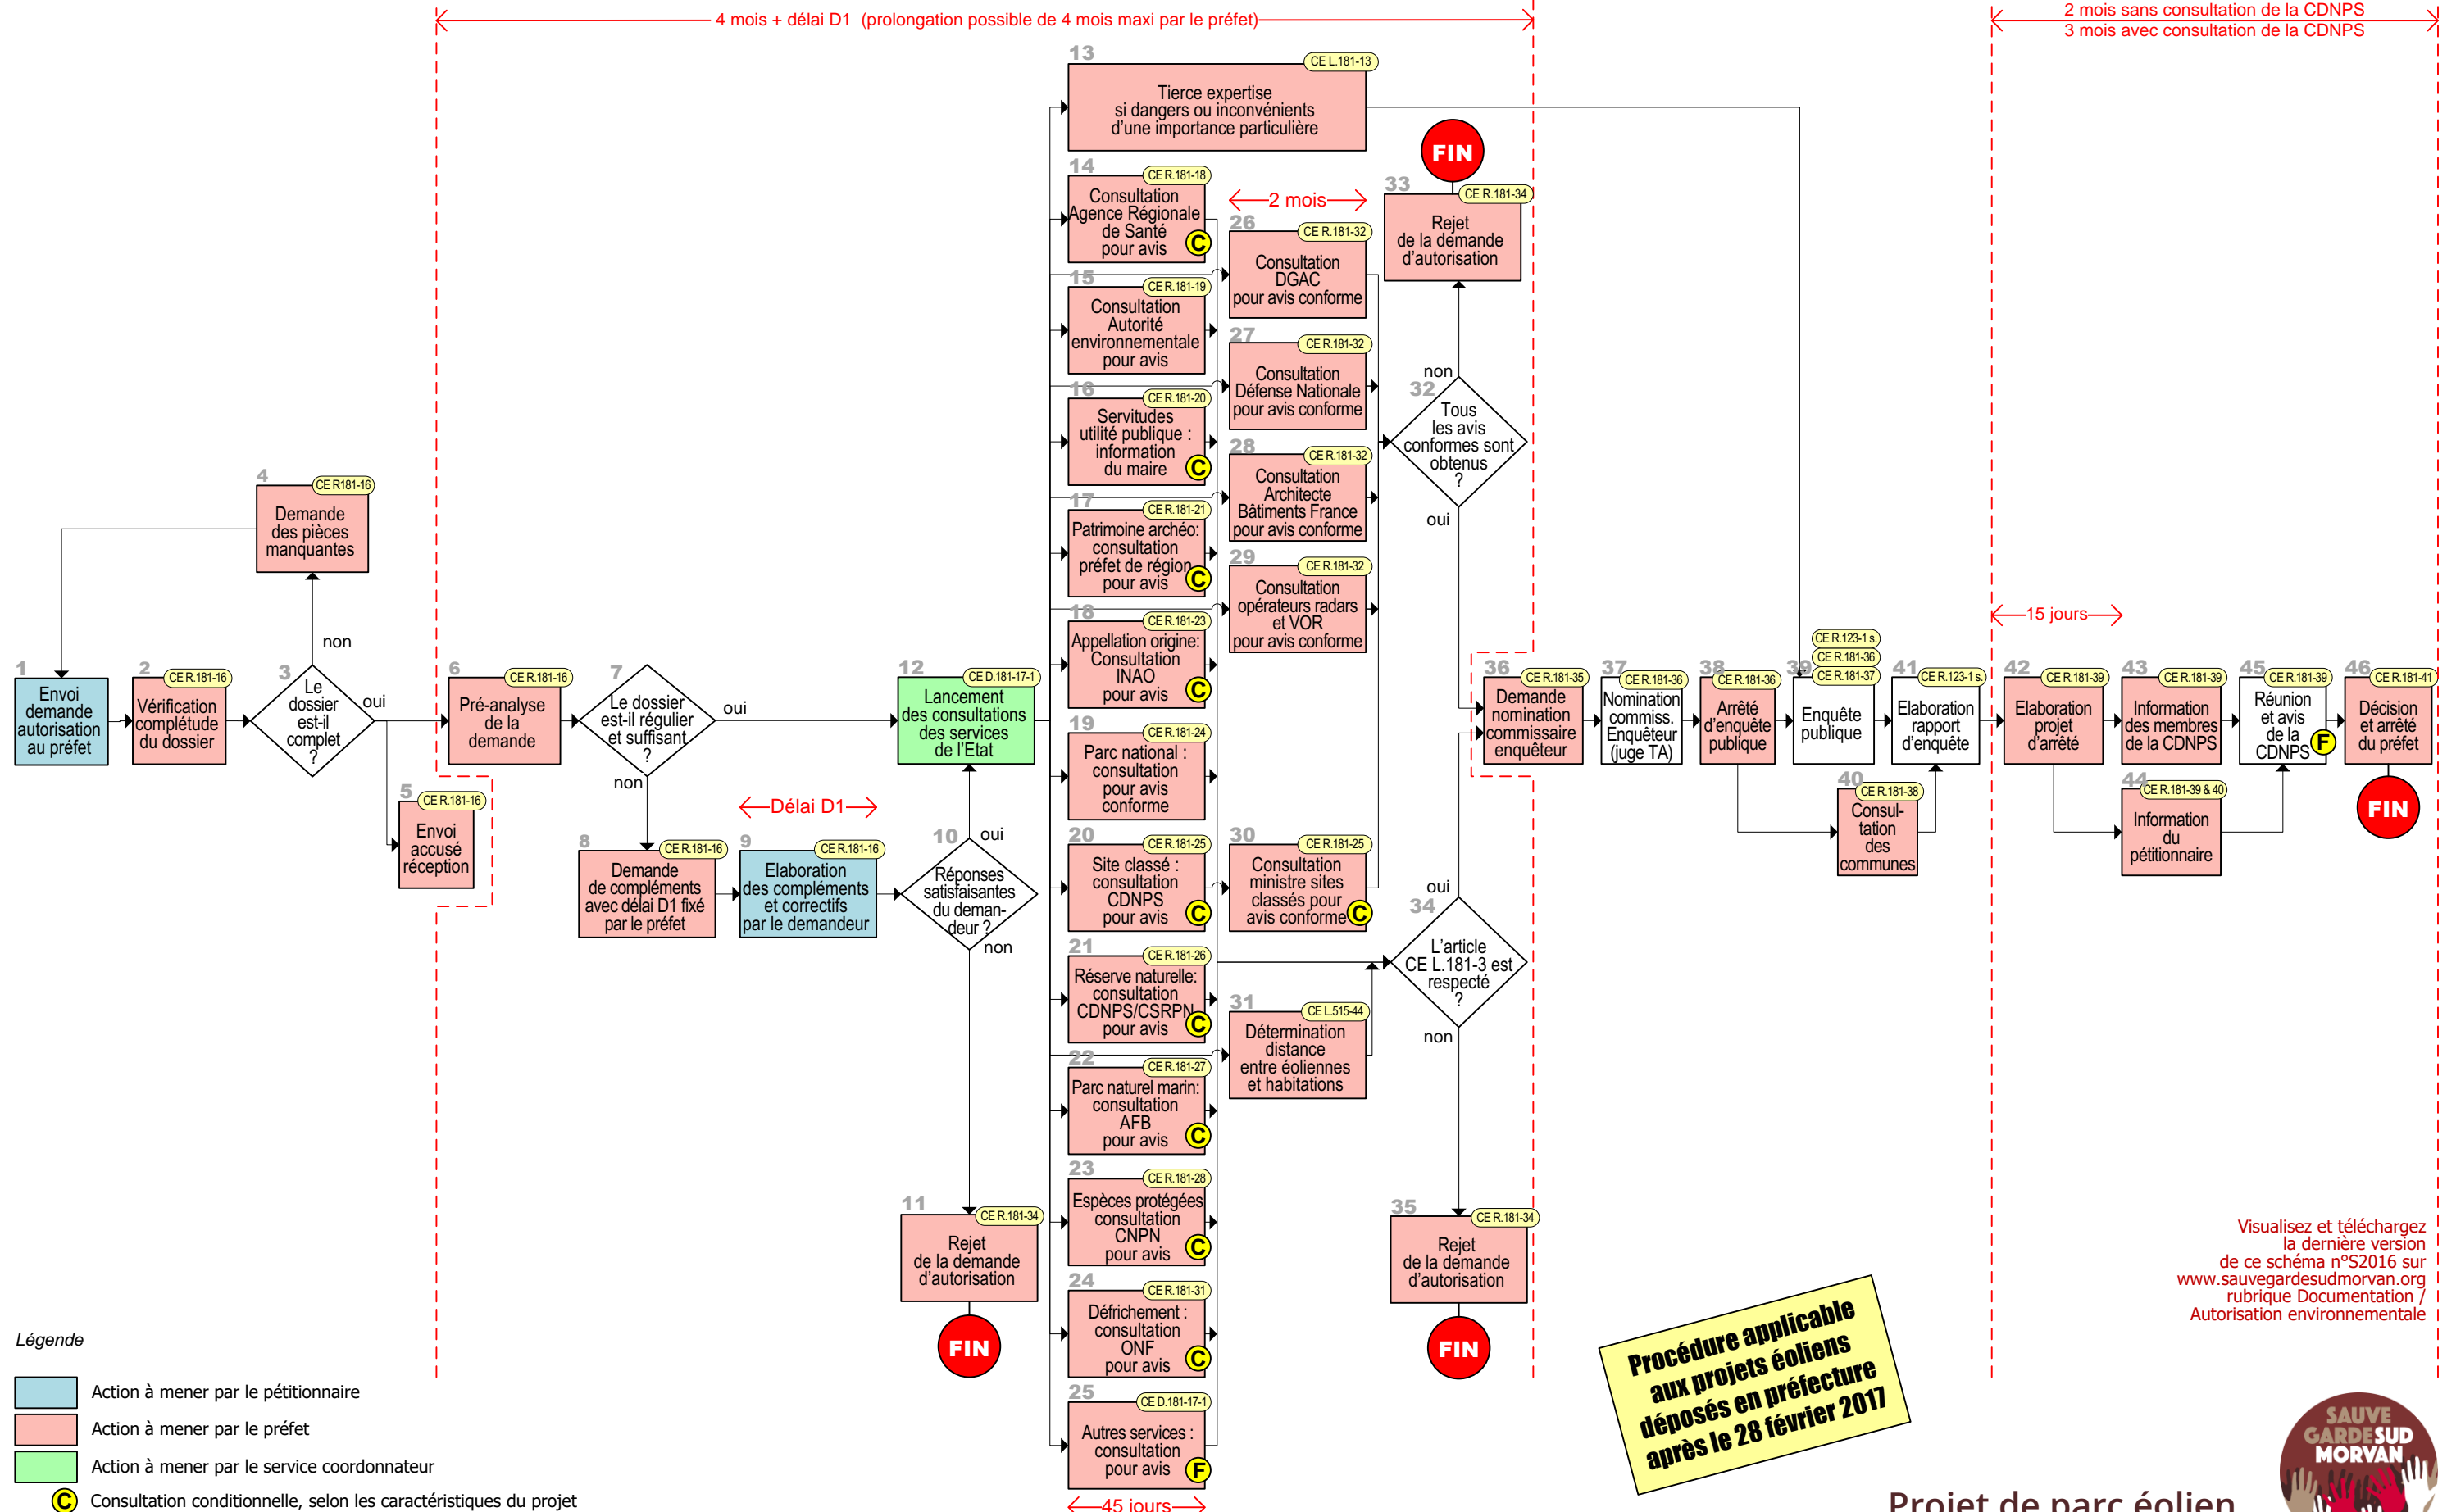 4 mois + délai D1 (prolongation possible de 4 mois maxi par le préfet)
2 mois sans consultation de la CDNPS
3 mois avec consultation de la CDNPS
13
CE L.181-13
Tierce expertise
si dangers ou inconvénients
d'une importance particulière
14
CE R.181-18
Consultation
Agence Régionale
de Santé
pour avis
C
15
CE R.181-19
Consultation
Autorité
environnementale
pour avis
16
CE R.181-20
Servitudes
utilité publique :
information
du maire
C
17
CE R.181-21
Patrimoine archéo:
consultation
préfet de région
pour avis
C
18
CE R.181-23
Appellation origine:
Consultation
INAO
pour avis
C
19
CE R.181-24
Parc national :
consultation
pour avis
conforme
20
CE R.181-25
Site classé :
consultation
CDNPS
pour avis
C
21
CE R.181-26
Réserve naturelle:
consultation
CDNPS/CSRPN
pour avis
C
22
CE R.181-27
Parc naturel marin:
consultation
AFB
pour avis
C
23
CE R.181-28
Espèces protégées
consultation
CNPN
pour avis
C
24
CE R.181-31
Défrichement :
consultation
ONF
pour avis
C
25
CE D.181-17-1
Autres services :
consultation
pour avis
F
45 jours
2 mois
26
CE R.181-32
Consultation
DGAC
pour avis conforme
27
CE R.181-32
Consultation
Défense Nationale
pour avis conforme
28
CE R.181-32
Consultation
Architecte
Bâtiments France
pour avis conforme
29
CE R.181-32
Consultation
opérateurs radars
et VOR
pour avis conforme
30
CE R.181-25
Consultation
ministre sites
classés pour
avis conforme
C
31
CE L.515-44
Détermination
distance
entre éoliennes
et habitations
FIN
33
CE R.181-34
Rejet
de la demande
d'autorisation
non
32
Tous
les avis
conformes sont
obtenus
?
oui
oui
34
L'article
CE L.181-3 est
respecté
?
non
35
CE R.181-34
Rejet
de la demande
d'autorisation
FIN
4
CE R181-16
Demande
des pièces
manquantes
non
1
Envoi
demande
autorisation
au préfet
2
CE R.181-16
Vérification
complétude
du dossier
3
Le
dossier
est-il
complet
?
oui
5
CE R.181-16
Envoi
accusé
réception
6
CE R.181-16
Pré-analyse
de la
demande
7
Le dossier
est-il régulier
et suffisant
?
oui
non
8
CE R.181-16
Demande
de compléments
avec délai D1 fixé
par le préfet
Délai D1
9
CE R.181-16
Elaboration
des compléments
et correctifs
par le demandeur
10
oui
Réponses
satisfaisantes
du deman-
deur ?
non
11
CE R.181-34
Rejet
de la demande
d'autorisation
FIN
12
CE D.181-17-1
Lancement
des consultations
des services
de l'Etat
36
CE R.181-35
Demande
nomination
commissaire
enquêteur
37
CE R.181-36
Nomination
commiss.
Enquêteur
(juge TA)
38
CE R.181-36
Arrêté
d'enquête
publique
CE R.123-1 s.
CE R.181-36
39
CE R.181-37
Enquête
publique
40
CE R.181-38
Consul-
tation
des
communes
41
CE R.123-1 s.
Elaboration
rapport
d'enquête
15 jours
42
CE R.181-39
Elaboration
projet
d'arrêté
43
CE R.181-39
Information
des membres
de la CDNPS
44
CE R.181-39 & 40
Information
du
pétitionnaire
45
CE R.181-39
Réunion
et avis
de la
CDNPS
F
46
CE R.181-41
Décision
et arrêté
du préfet
FIN
Visualisez et téléchargez
la dernière version
de ce schéma n°S2016 sur
www.sauvegardesudmorvan.org
rubrique Documentation /
Autorisation environnementale
Procédure applicable
aux projets éoliens
déposés en préfecture
après le 28 février 2017
Légende
Action à mener par le pétitionnaire
Action à mener par le préfet
Action à mener par le service coordonnateur
C Consultation conditionnelle, selon les caractéristiques du projet
SAUVE
GARDE SUD
MORVAN
Projet de parc éolien